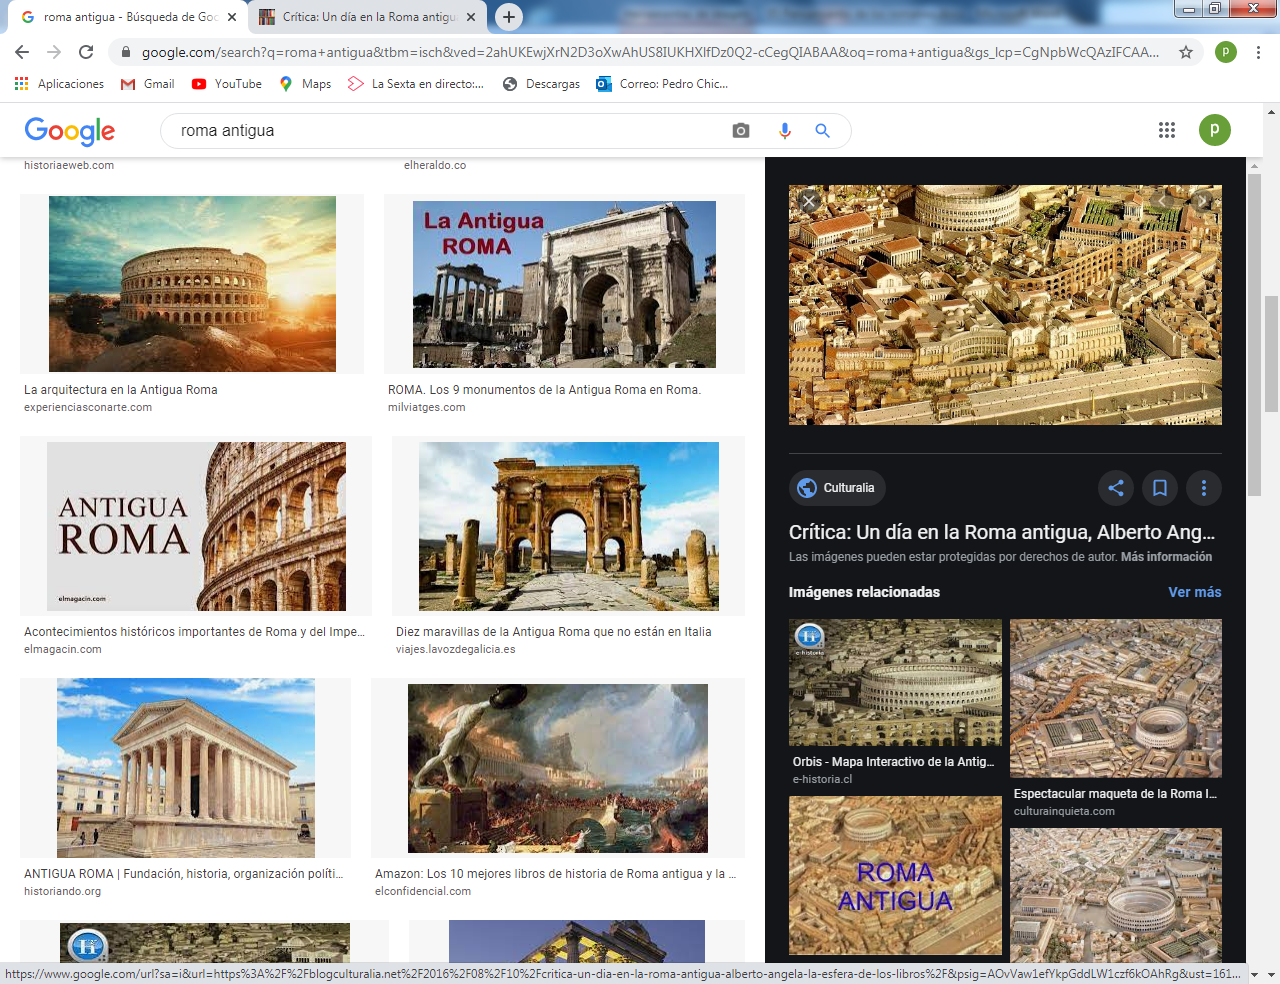 roma antigua - Búsqueda de Goo
Crítica: Un día en la Roma antigu
google.com/search?q=roma+antigua&tbm=isch&ved=2ahUKEwjXrN2D3oXwAhUS8IUKHXlfDz0Q2-cCegQIABAA&oq=roma+antigua&gs_lcp=CgNpbWcQAzIFCAA...
p
Aplicaciones
Gmail
YouTube
Maps
La Sexta en directo:...
Descargas
Correo: Pedro Chic...
Google
roma antigua
p
historiaeweb.com
elheraldo.co
La Antigua
ROMA
La arquitectura en la Antigua Roma
experienciasconarte.com
ROMA. Los 9 monumentos de la Antigua Roma en Roma.
milviatges.com
ANTIGUA
ROMA
elmagacin.com
Acontecimientos históricos importantes de Roma y del Impe...
elmagacin.com
Diez maravillas de la Antigua Roma que no están en Italia
viajes.lavozdegalicia.es
ANTIGUA ROMA | Fundación, historia, organización políti...
historiando.org
Amazon: Los 10 mejores libros de historia de Roma antigua y la ...
elconfidencial.com
H
Culturalia
Crítica: Un día en la Roma antigua, Alberto Ang...
Las imágenes pueden estar protegidas por derechos de autor. Más información
Imágenes relacionadas
Ver más
H
e-historia
Orbis - Mapa Interactivo de la Antig...
e-historia.cl
Espectacular maqueta de la Roma I...
culturainquieta.com
ROMA
ANTIGUA
https://www.google.com/url?sa=i&url=https%3A%2F%2Fblogculturalia.net%2F2016%2F08%2F10%2Fcritica-un-dia-en-la-roma-antigua-alberto-angela-la-esfera-de-los-libros%2F&psig=AOvVaw1efYkpGddLW1czf6kOAhRg&ust=161...